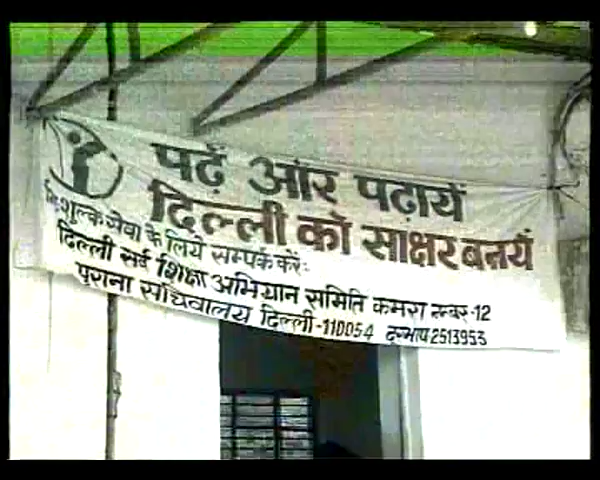 पढ़ें और पढ़ायें
दिल्ली को साक्षर बनायें
नि:शुल्क सेवा के लिये सम्पर्क करें:
दिल्ली सर्व शिक्षा अभियान समिति कमरा नम्बर-12
पुराना सचिवालय दिल्ली-110054 दूरभाष 2513953